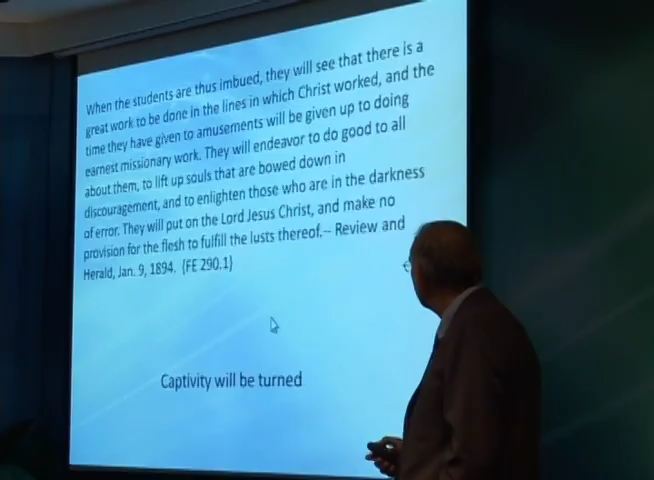 When the students are thus imbued, they will see that there is a
great work to be done in the lines in which Christ worked, and the
time they have given to amusements will be given up to doing
earnest missionary work. They will endeavor to do good to all
about them, to lift up souls that are bowed down in
discouragement, and to enlighten those who are in the darkness
of error. They will put on the Lord Jesus Christ, and make no
provision for the flesh to fulfill the lusts thereof.-- Review and
Herald, Jan. 9, 1894. {FE 290.1}
Captivity will be turned